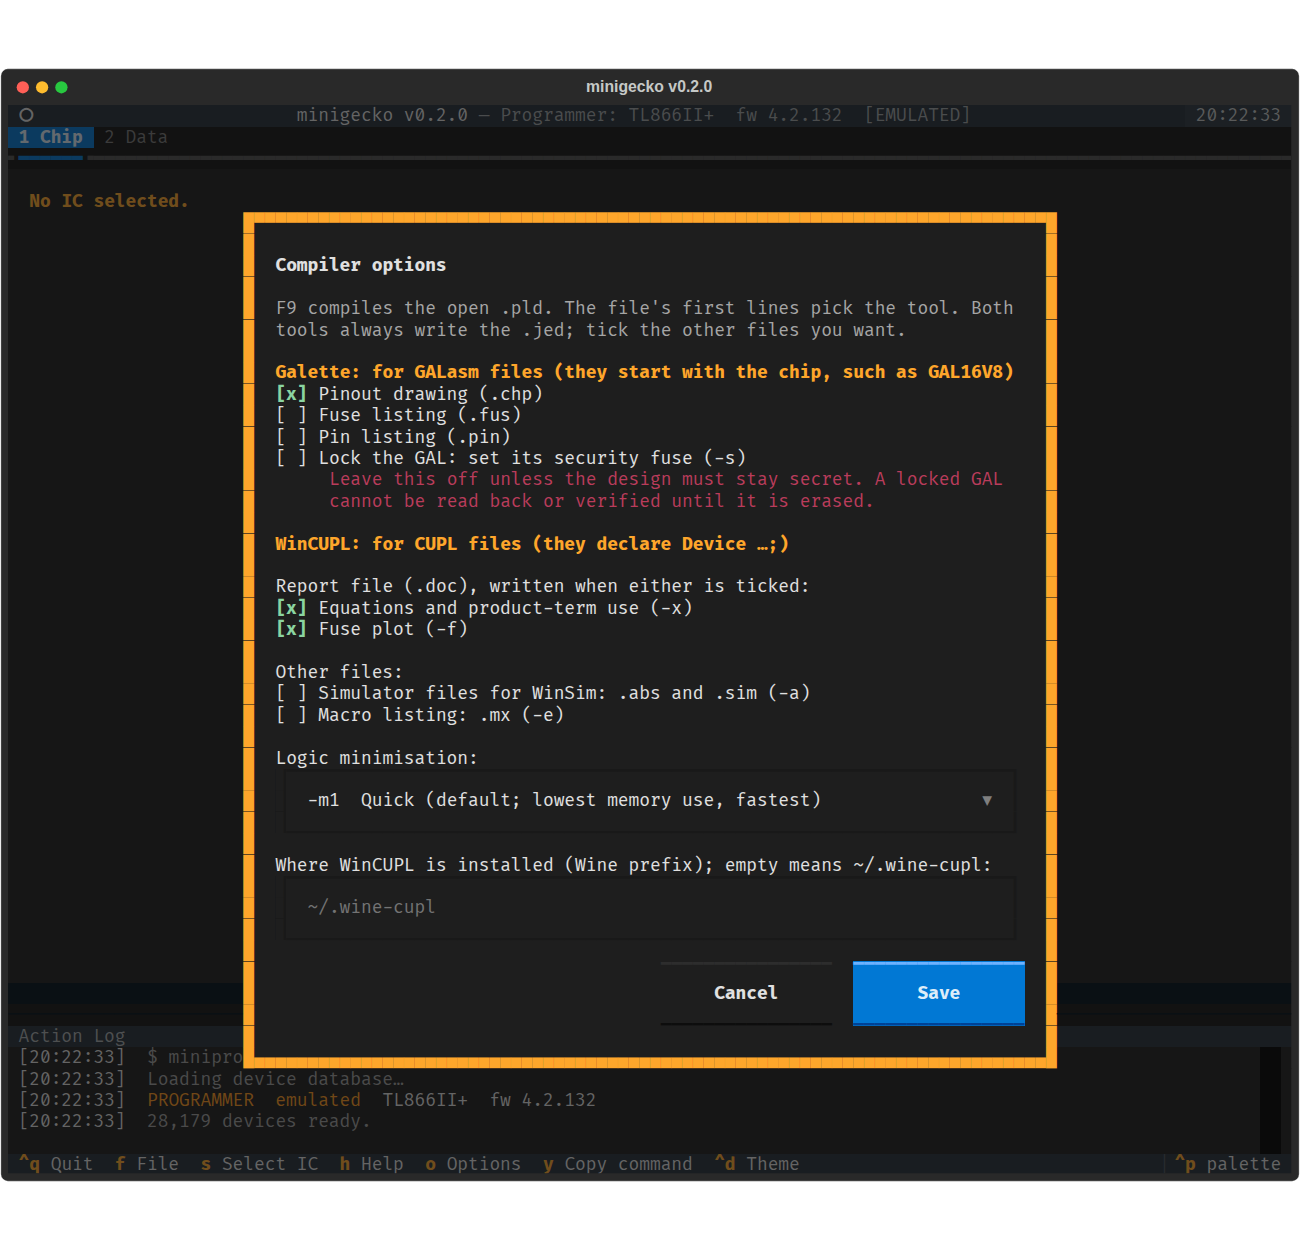 minigecko v0.2.0
minigecko v0.2.0 — Programmer: TL866II+ fw 4.2.132 [EMULATED] 20:22:33
1 Chip 2 Data
No IC selected.
Compiler options
F9 compiles the open .pld. The file's first lines pick the tool. Both
tools always write the .jed; tick the other files you want.
Galette: for GALasm files (they start with the chip, such as GAL16V8)
[x] Pinout drawing (.chp)
[ ] Fuse listing (.fus)
[ ] Pin listing (.pin)
[ ] Lock the GAL: set its security fuse (-s)
Leave this off unless the design must stay secret. A locked GAL
cannot be read back or verified until it is erased.
WinCUPL: for CUPL files (they declare Device …;)
Report file (.doc), written when either is ticked:
[x] Equations and product-term use (-x)
[x] Fuse plot (-f)
Other files:
[ ] Simulator files for WinSim: .abs and .sim (-a)
[ ] Macro listing: .mx (-e)
Logic minimisation:
-m1 Quick (default; lowest memory use, fastest) ▼
Where WinCUPL is installed (Wine prefix); empty means ~/.wine-cupl:
~/.wine-cupl
Cancel Save
Action Log
[20:22:33] $ minipro
[20:22:33] Loading device database…
[20:22:33] PROGRAMMER emulated TL866II+ fw 4.2.132
[20:22:33] 28,179 devices ready.
^q Quit f File s Select IC h Help o Options y Copy command ^d Theme ^p palette